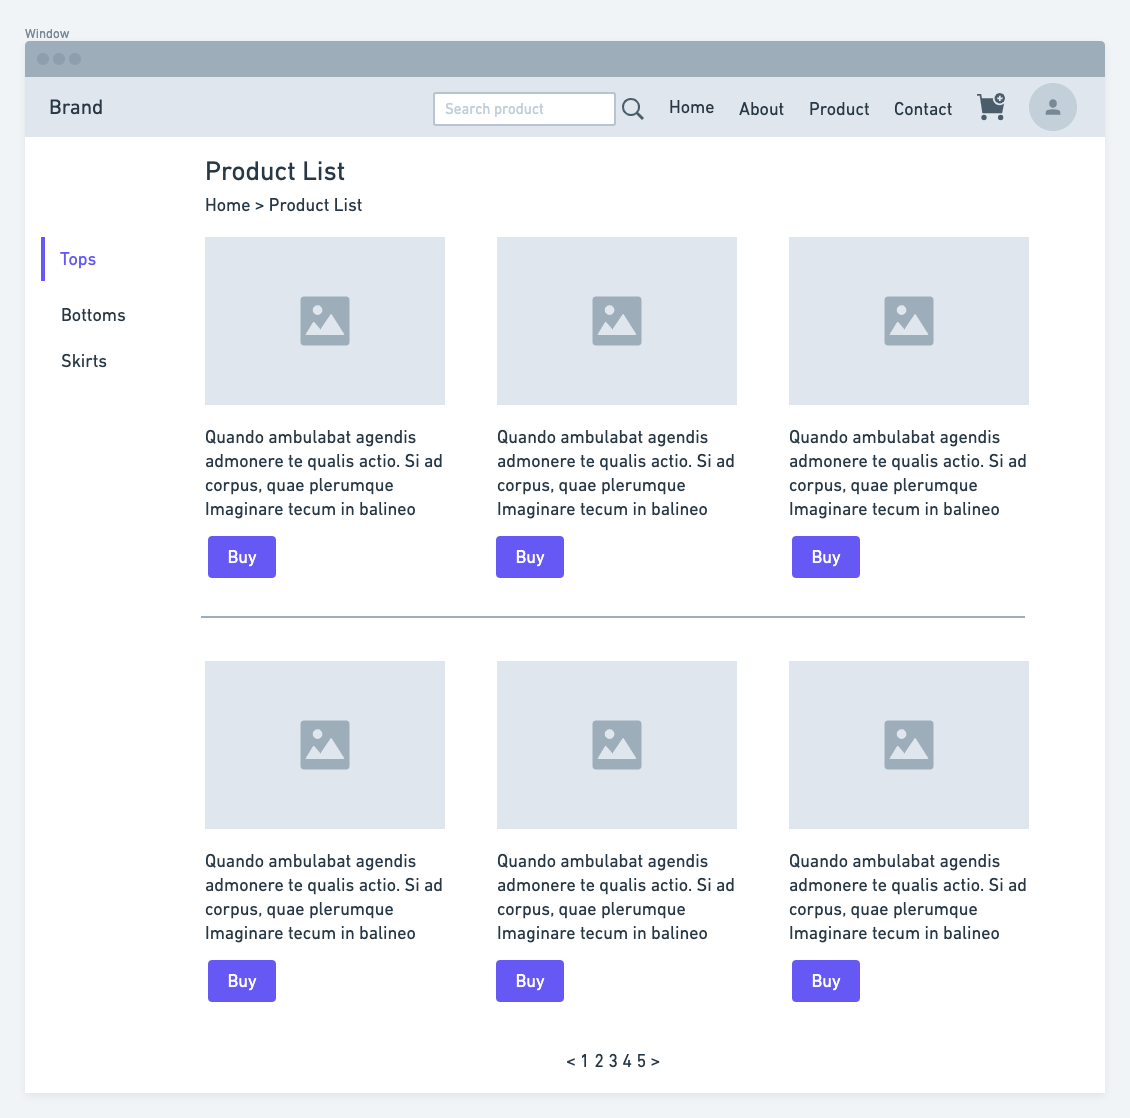 Window
Brand
Search product
Home
About
Product
Contact
Product List
Home > Product List
Tops
Bottoms
Skirts
Quando ambulabat agendis
admonere te qualis actio. Si ad
corpus, quae plerumque
Imaginare tecum in balineo
Buy
Quando ambulabat agendis
admonere te qualis actio. Si ad
corpus, quae plerumque
Imaginare tecum in balineo
Buy
Quando ambulabat agendis
admonere te qualis actio. Si ad
corpus, quae plerumque
Imaginare tecum in balineo
Buy
Quando ambulabat agendis
admonere te qualis actio. Si ad
corpus, quae plerumque
Imaginare tecum in balineo
Buy
Quando ambulabat agendis
admonere te qualis actio. Si ad
corpus, quae plerumque
Imaginare tecum in balineo
Buy
Quando ambulabat agendis
admonere te qualis actio. Si ad
corpus, quae plerumque
Imaginare tecum in balineo
Buy
< 1 2 3 4 5 >